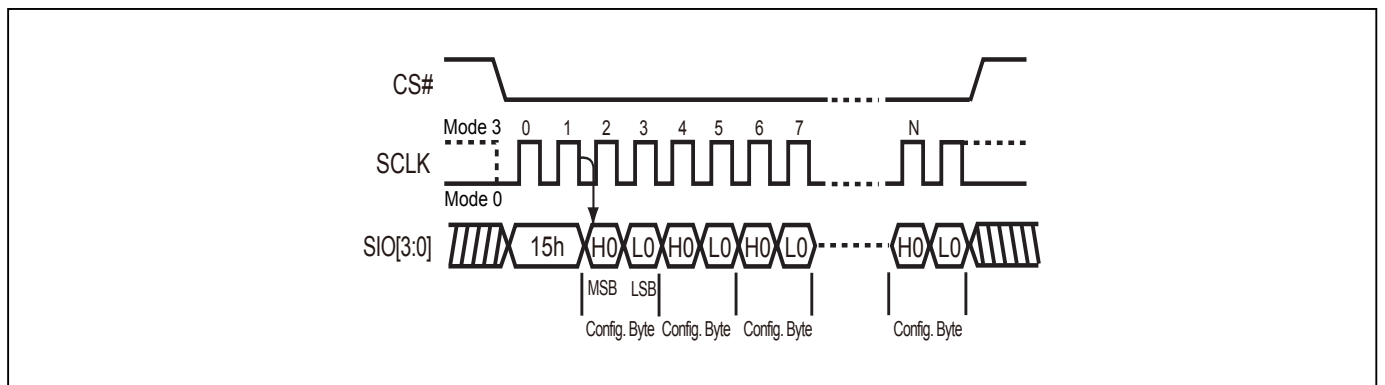 CS#
Mode 3 0 1 2 3 4 5 6 7 N
SCLK
Mode 0
SIO[3:0] 15h H0 L0 H0 L0 H0 L0 H0 L0
MSB LSB
Config. Byte Config. Byte Config. Byte Config. Byte